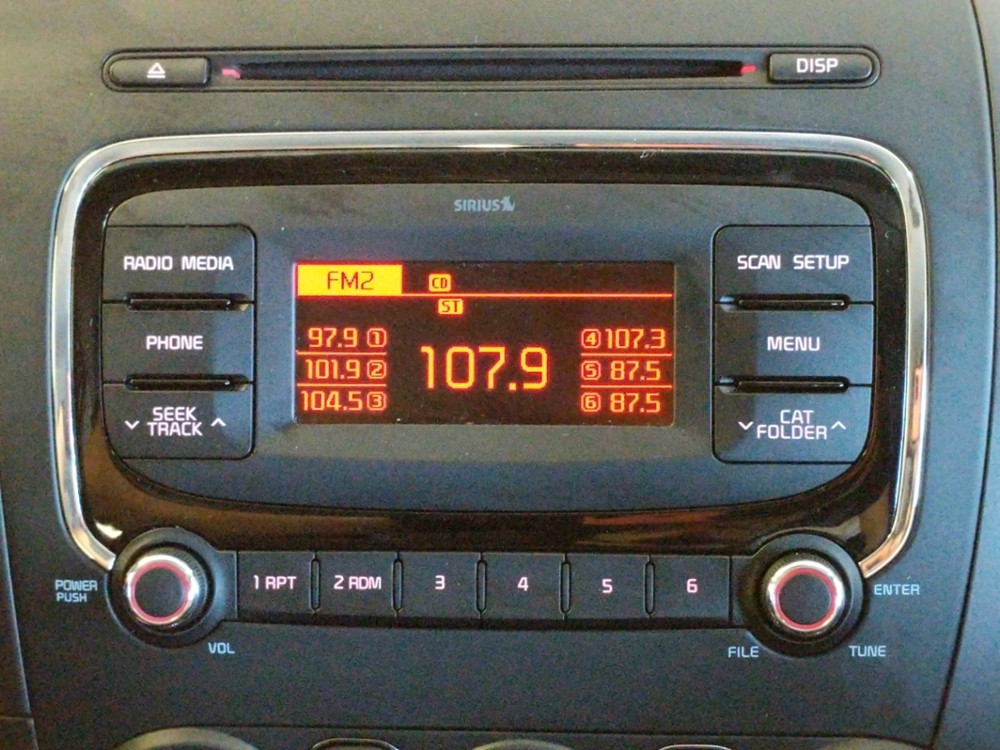 DISP
SIRIUS
RADIO MEDIA
SCAN SETUP
FM2
CD
ST
PHONE
MENU
97.9 1
101.9 2
104.5 3
107.9
4 107.3
5 87.5
6 87.5
SEEK
TRACK
CAT
FOLDER
1 RPT
2 RDM
3
4
5
6
POWER
PUSH
VOL
ENTER
FILE
TUNE